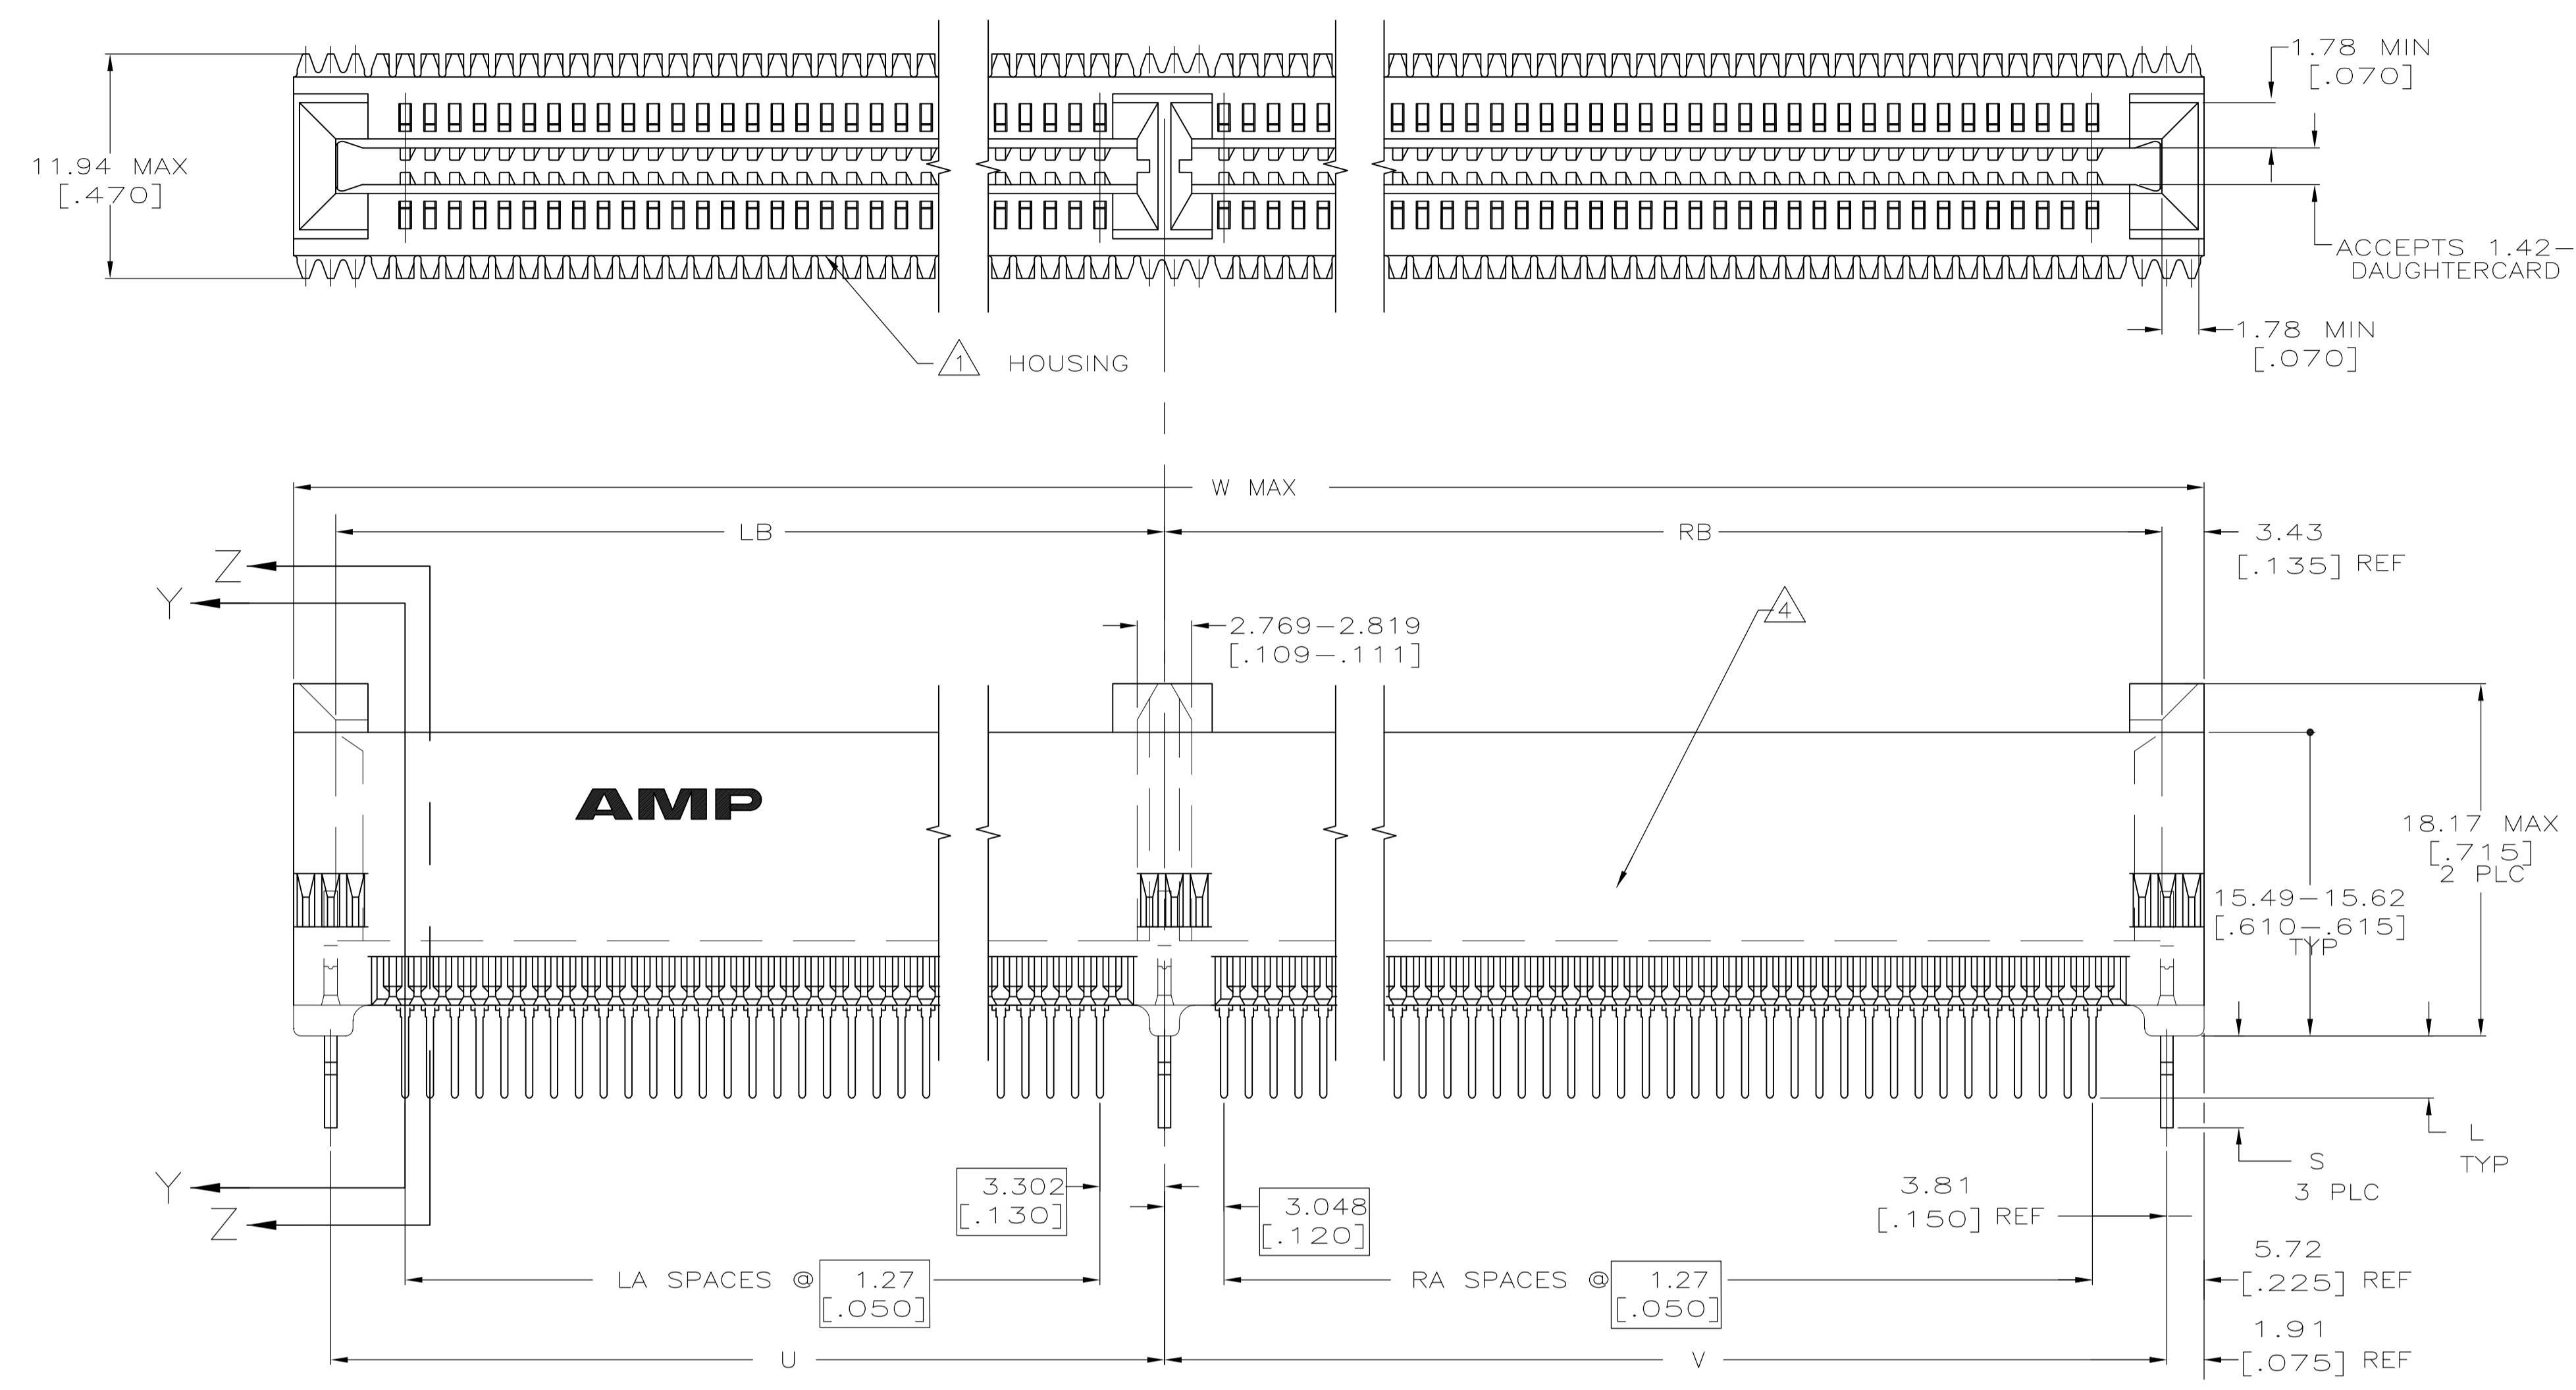 1.78 MIN
[.070]
11.94 MAX
[.470]
ACCEPTS 1.42-
DAUGHTERCARD
1.78 MIN
[.070]
1 HOUSING
W MAX
LB
RB
3.43
[.135] REF
Z
Y
4
2.769-2.819
[.109-.111]
AMP
18.17 MAX
[.715]
2 PLC
15.49-15.62
[.610-.615]
TYP
L
TYP
S
3 PLC
Y
Z
3.302
[.130]
3.048
[.120]
3.81
[.150] REF
5.72
[.225] REF
LA SPACES @ 1.27
[.050]
RA SPACES @ 1.27
[.050]
1.91
[.075] REF
U
V